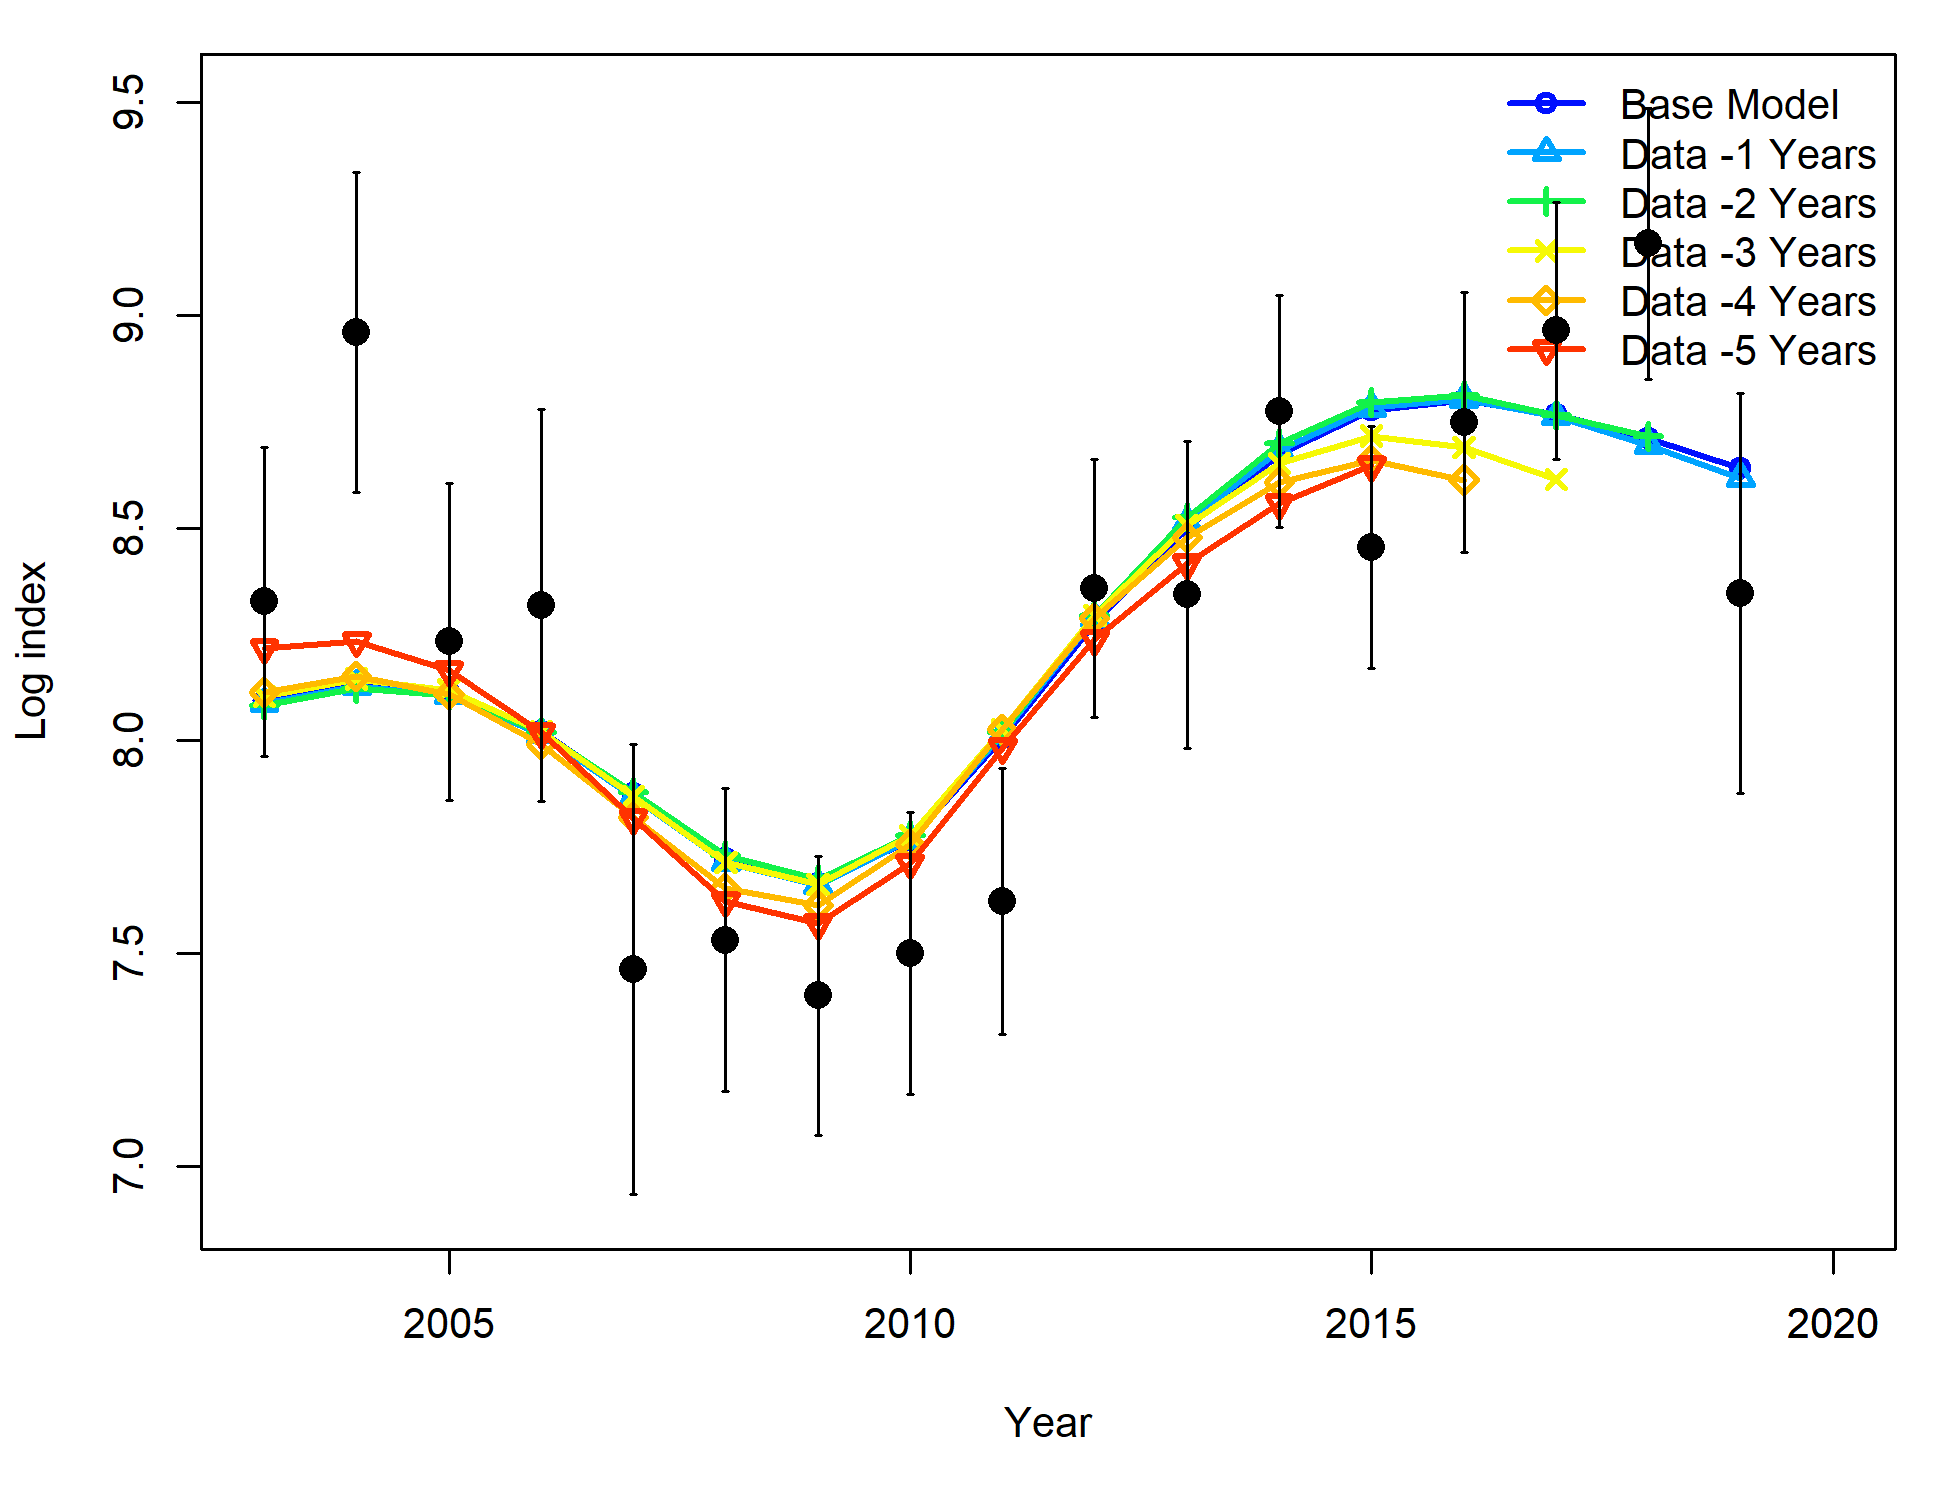 9.5
9.0
8.5
8.0
7.5
7.0
Log index
Base Model
Data -1 Years
Data -2 Years
Data -3 Years
Data -4 Years
Data -5 Years
2005 2010 2015 2020
Year